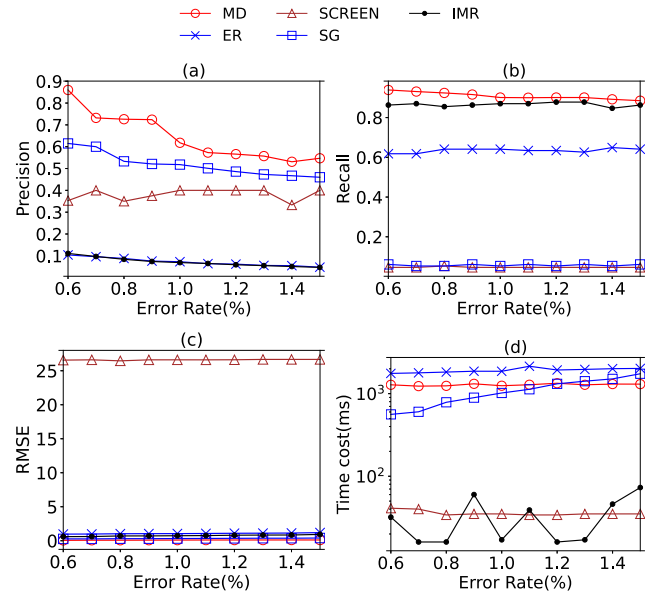 MD SCREEN IMR
ER SG
(a) (b)
0.9
0.8
0.7
0.6
0.5
0.4
0.3
0.2
0.1
Precision
0.6 0.8 1.0 1.2 1.4
Error Rate(%)
0.8
0.6
0.4
0.2
Recall
0.6 0.8 1.0 1.2 1.4
Error Rate(%)
(c) (d)
25
20
15
10
5
0
RMSE
0.6 0.8 1.0 1.2 1.4
Error Rate(%)
10³
10²
Time cost(ms)
0.6 0.8 1.0 1.2 1.4
Error Rate(%)